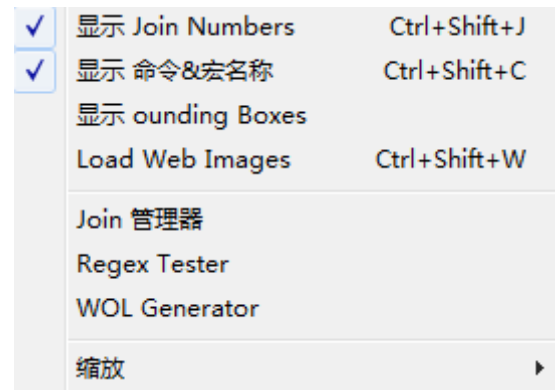 显示 Join Numbers Ctrl+Shift+J
显示 命令&宏名称 Ctrl+Shift+C
显示 ounding Boxes
Load Web Images Ctrl+Shift+W
Join 管理器
Regex Tester
WOL Generator
缩放